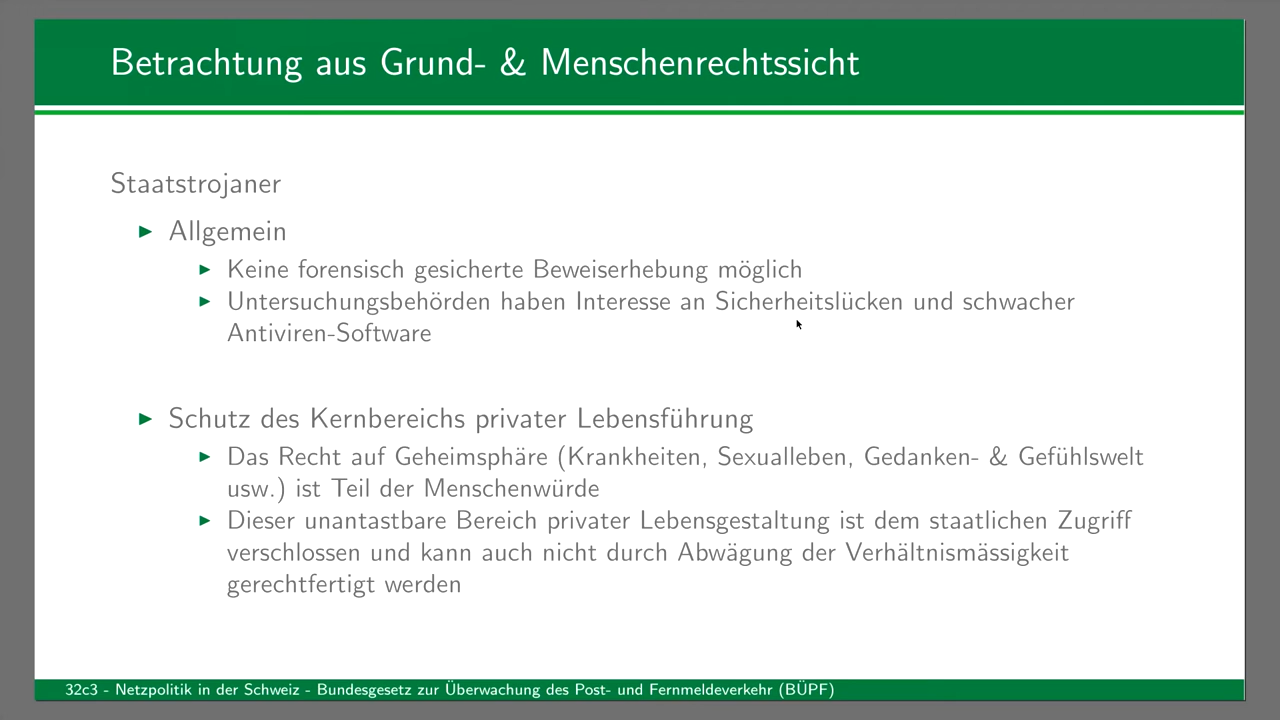 Betrachtung aus Grund- & Menschenrechtssicht
Staatstrojaner
Allgemein
Keine forensisch gesicherte Beweiserhebung möglich
Untersuchungsbehörden haben Interesse an Sicherheitslücken und schwacher
Antiviren-Software
Schutz des Kernbereichs privater Lebensführung
Das Recht auf Geheimsphäre (Krankheiten, Sexualleben, Gedanken- & Gefühlswelt
usw.) ist Teil der Menschenwürde
Dieser unantastbare Bereich privater Lebensgestaltung ist dem staatlichen Zugriff
verschlossen und kann auch nicht durch Abwägung der Verhältnismässigkeit
gerechtfertigt werden
32c3 - Netzpolitik in der Schweiz - Bundesgesetz zur Überwachung des Post- und Fernmeldeverkehr (BÜPF)